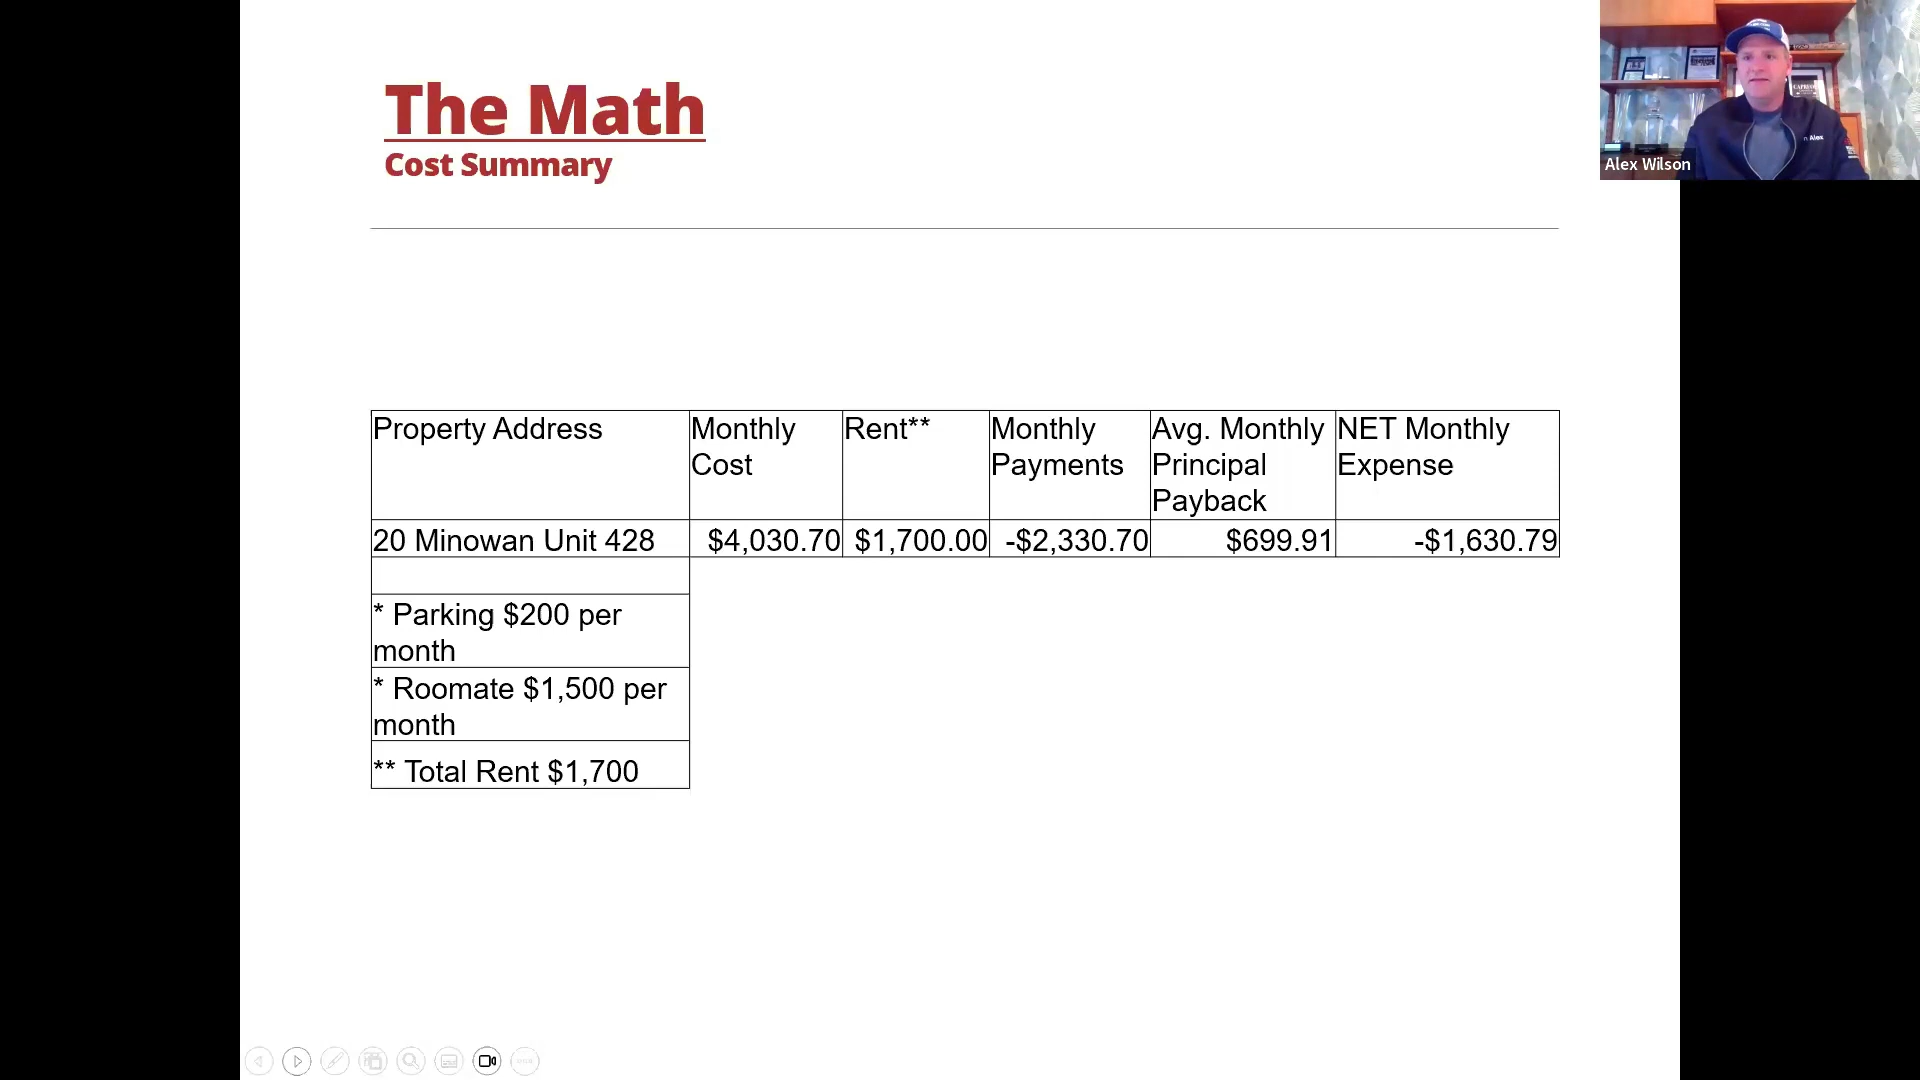 The Math
Cost Summary
Alex Wilson
Property Address
Monthly
Cost
Rent**
Monthly
Payments
Avg. Monthly
Principal
Payback
NET Monthly
Expense
20 Minowan Unit 428
$4,030.70
$1,700.00
-$2,330.70
$699.91
-$1,630.79
* Parking $200 per
month
* Roomate $1,500 per
month
** Total Rent $1,700
Alex